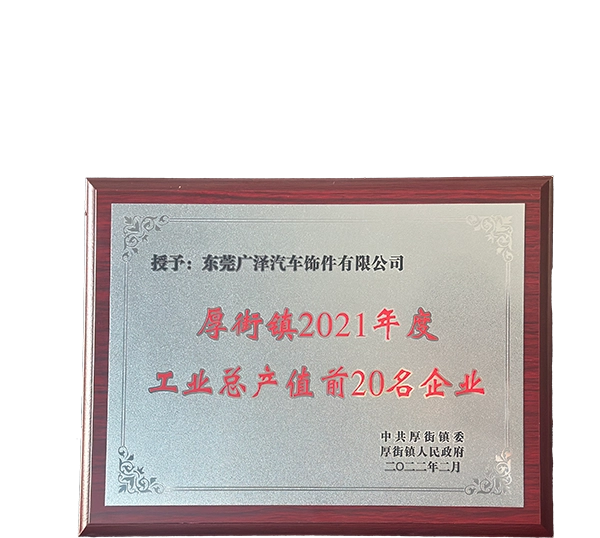 授予：东莞广泽汽车饰件有限公司
厚街镇2021年度
工业总产值前20名企业
中共厚街镇委
厚街镇人民政府
二〇二二年二月